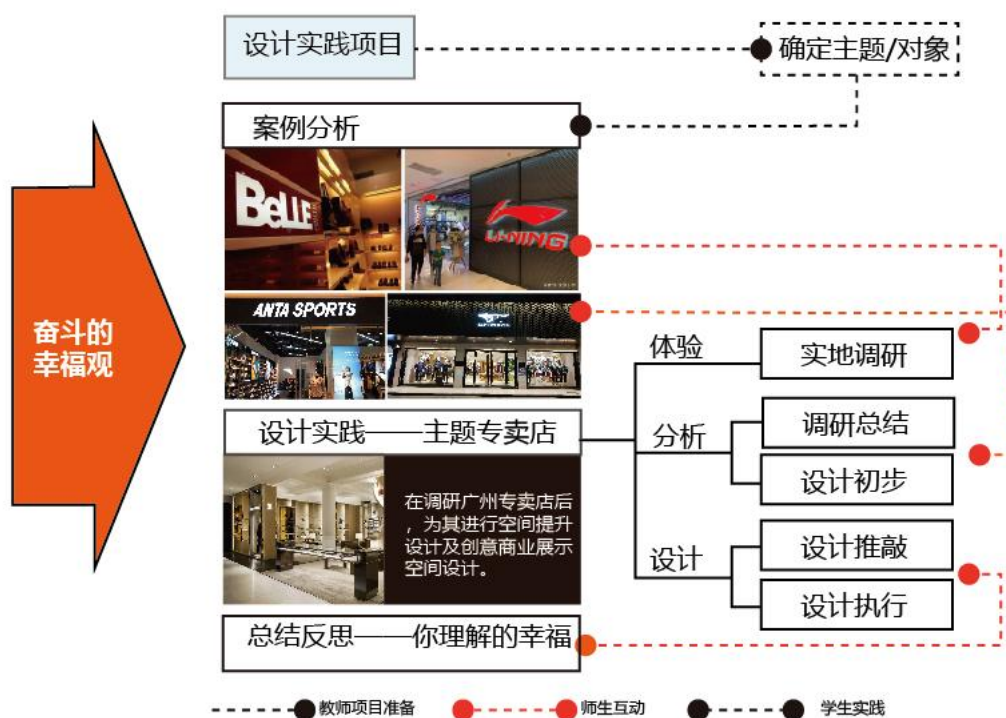 设计实践项目
确定主题/对象
案例分析
BeLLE
LI-NING
ANTA SPORTS
奋斗的
幸福观
体验
实地调研
设计实践——主题专卖店
分析
调研总结
设计初步
在调研广州专卖店后
，为其进行空间提升
设计及创意商业展示
空间设计。
设计
设计推敲
设计执行
总结反思——你理解的幸福
教师项目准备
师生互动
学生实践